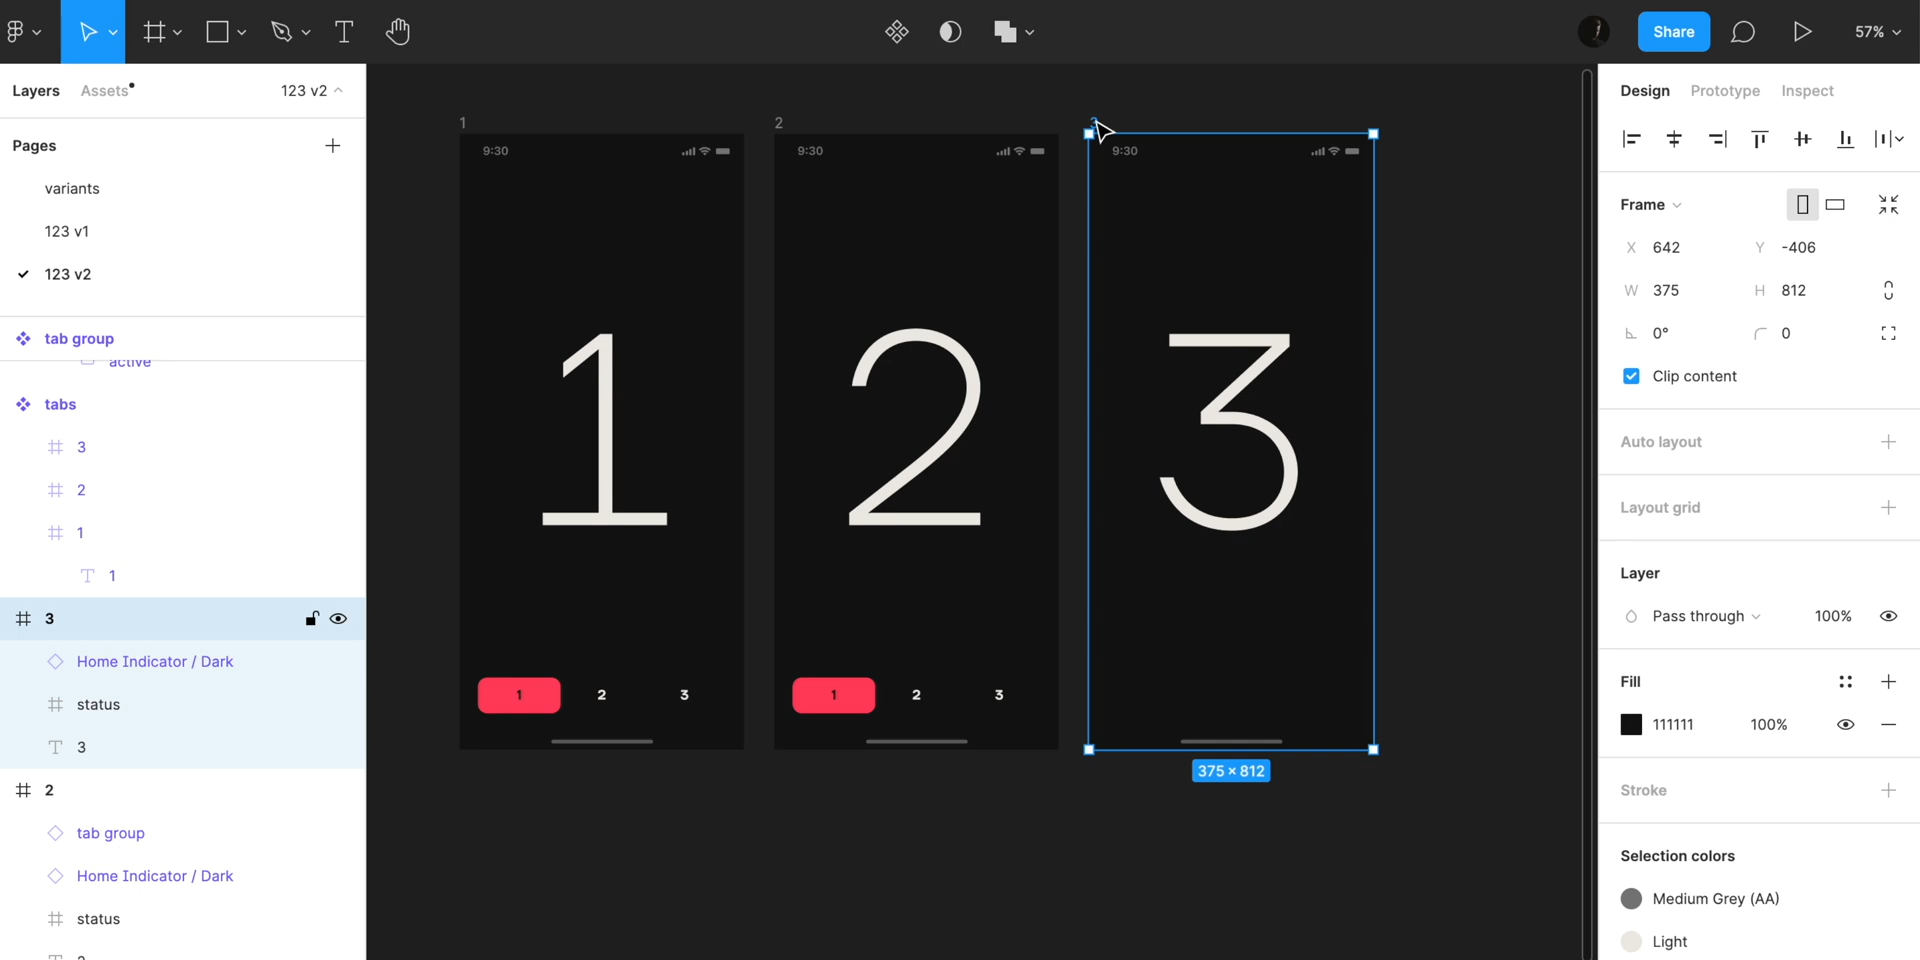 Share
57%
Layers
Assets
123 v2
Pages
variants
123 v1
123 v2
tab group
active
tabs
3
2
1
1
3
Home Indicator / Dark
status
3
2
tab group
Home Indicator / Dark
status
1
9:30
1
1
2
3
2
9:30
2
1
2
3
9:30
3
375 × 812
Design
Prototype
Inspect
Frame
X 642
Y -406
W 375
H 812
0°
0
Clip content
Auto layout
Layout grid
Layer
Pass through
100%
Fill
111111
100%
Stroke
Selection colors
Medium Grey (AA)
Light